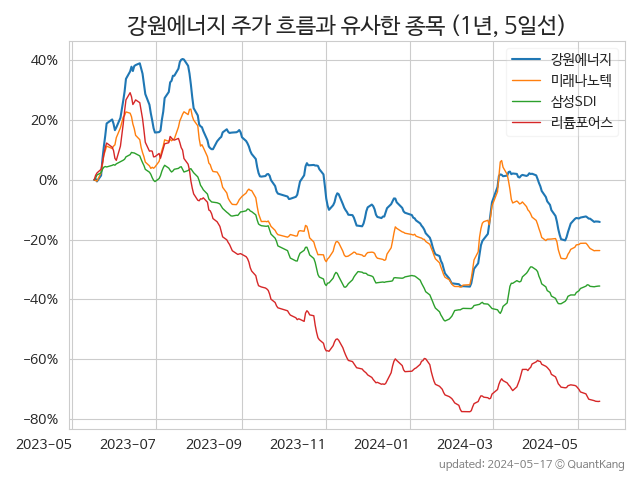 강원에너지 주가 흐름과 유사한 종목 (1년, 5일선)
강원에너지
미래나노텍
삼성SDI
리튬포어스
40%
20%
0%
−20%
−40%
−60%
−80%
2023-05 2023-07 2023-09 2023-11 2024-01 2024-03 2024-05
updated: 2024-05-17 © QuantKang